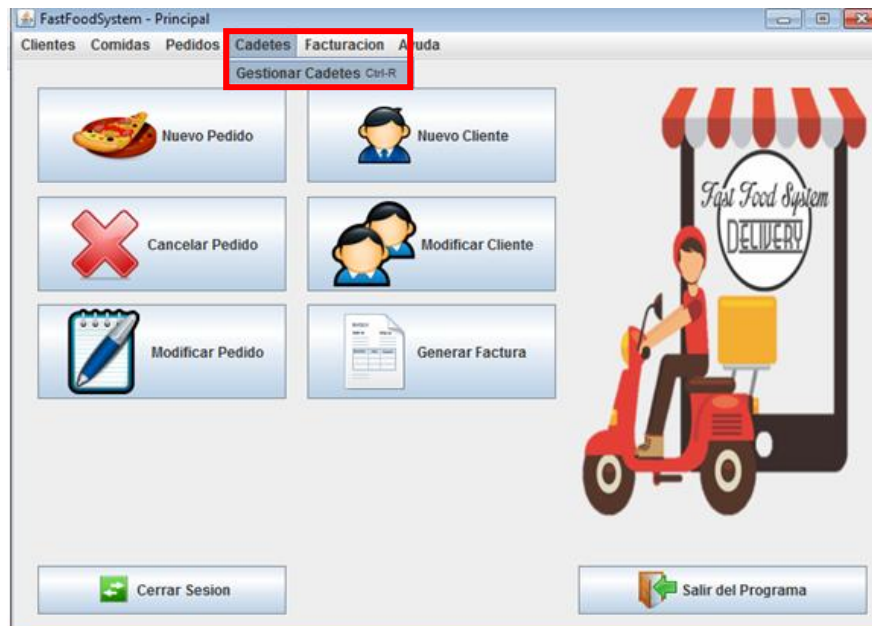 FastFoodSystem - Principal
Clientes Comidas Pedidos Cadetes Facturacion Ayuda
Gestionar Cadetes Ctrl-R
Nuevo Pedido
Nuevo Cliente
Cancelar Pedido
Modificar Cliente
Modificar Pedido
Generar Factura
Fast Food System
DELIVERY
Cerrar Sesion
Salir del Programa